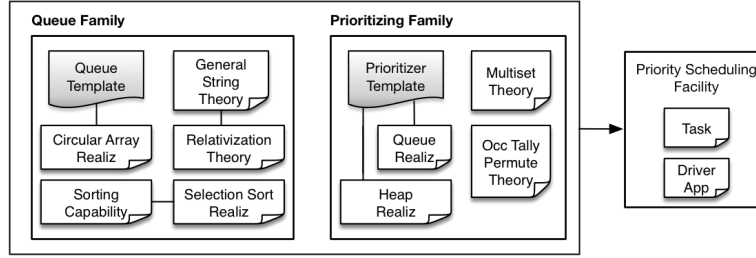 Queue Family
Queue
Template
General
String
Theory
Circular Array
Realiz
Relativization
Theory
Sorting
Capability
Selection Sort
Realiz
Prioritizing Family
Prioritizer
Template
Multiset
Theory
Queue
Realiz
Occ Tally
Permute
Theory
Heap
Realiz
Priority Scheduling
Facility
Task
Driver
App